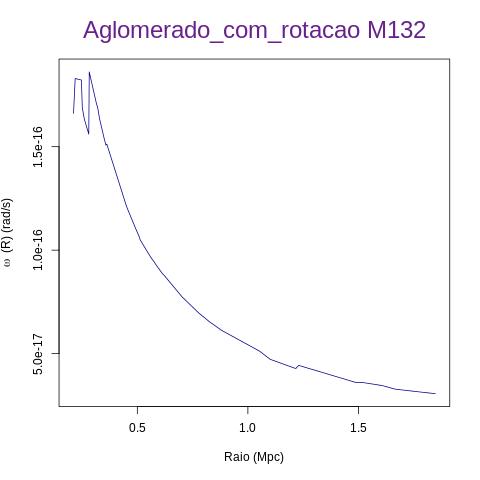 Aglomerado_com_rotacao M132
ω (R) (rad/s)
1.5e-16
1.0e-16
5.0e-17
0.5 1.0 1.5
Raio (Mpc)